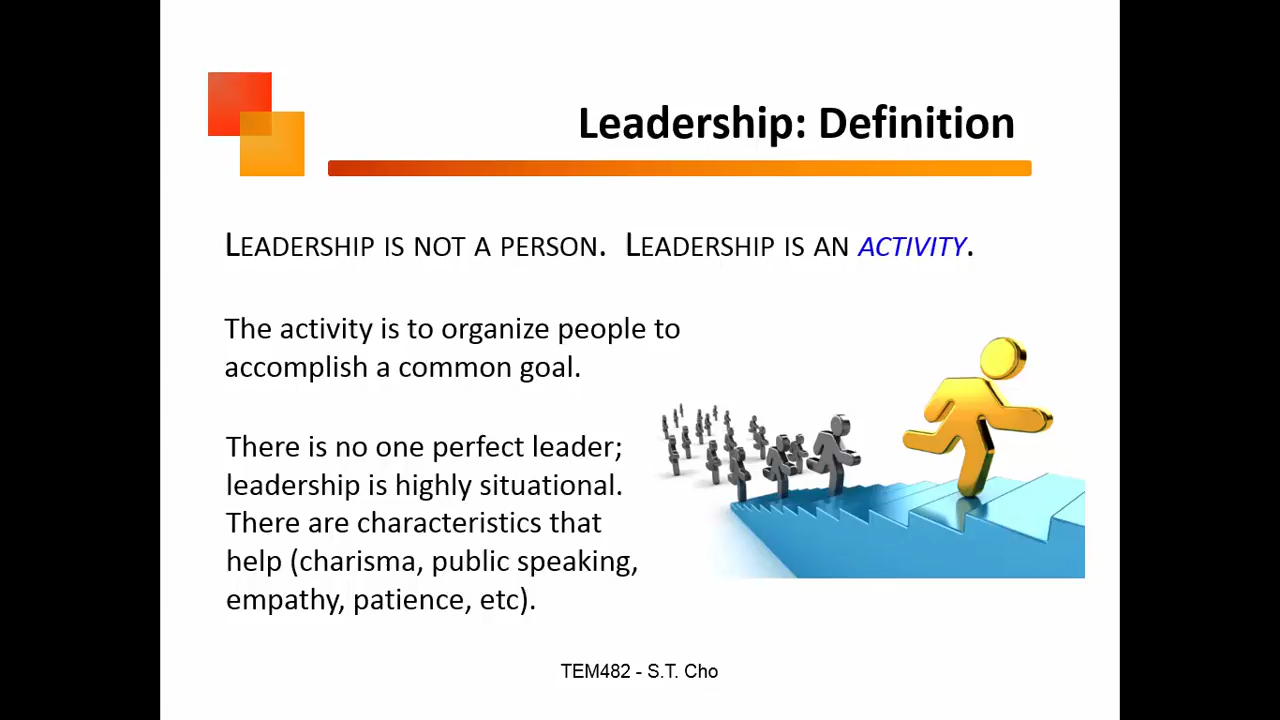 Leadership: Definition
LEADERSHIP IS NOT A PERSON. LEADERSHIP IS AN ACTIVITY.
The activity is to organize people to
accomplish a common goal.
There is no one perfect leader;
leadership is highly situational.
There are characteristics that
help (charisma, public speaking,
empathy, patience, etc).
TEM482 - S.T. Cho